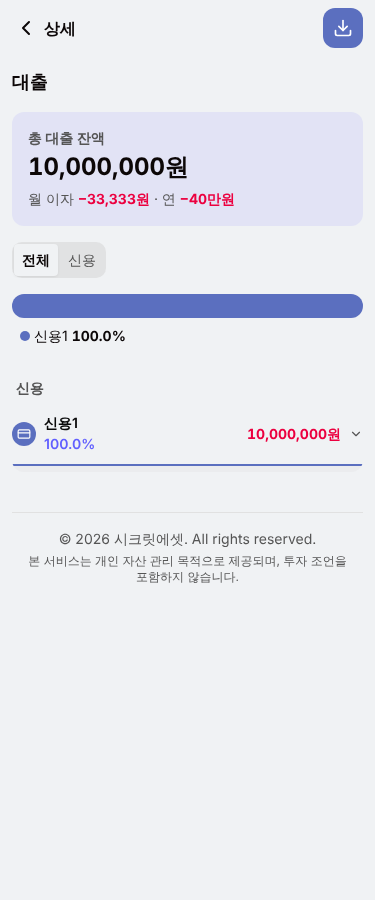 상세
대출
총 대출 잔액
10,000,000원
월 이자 −33,333원 · 연 −40만원
전체 신용
신용1 100.0%
신용
신용1
100.0%
10,000,000원
© 2026 시크릿에셋. All rights reserved.
본 서비스는 개인 자산 관리 목적으로 제공되며, 투자 조언을
포함하지 않습니다.